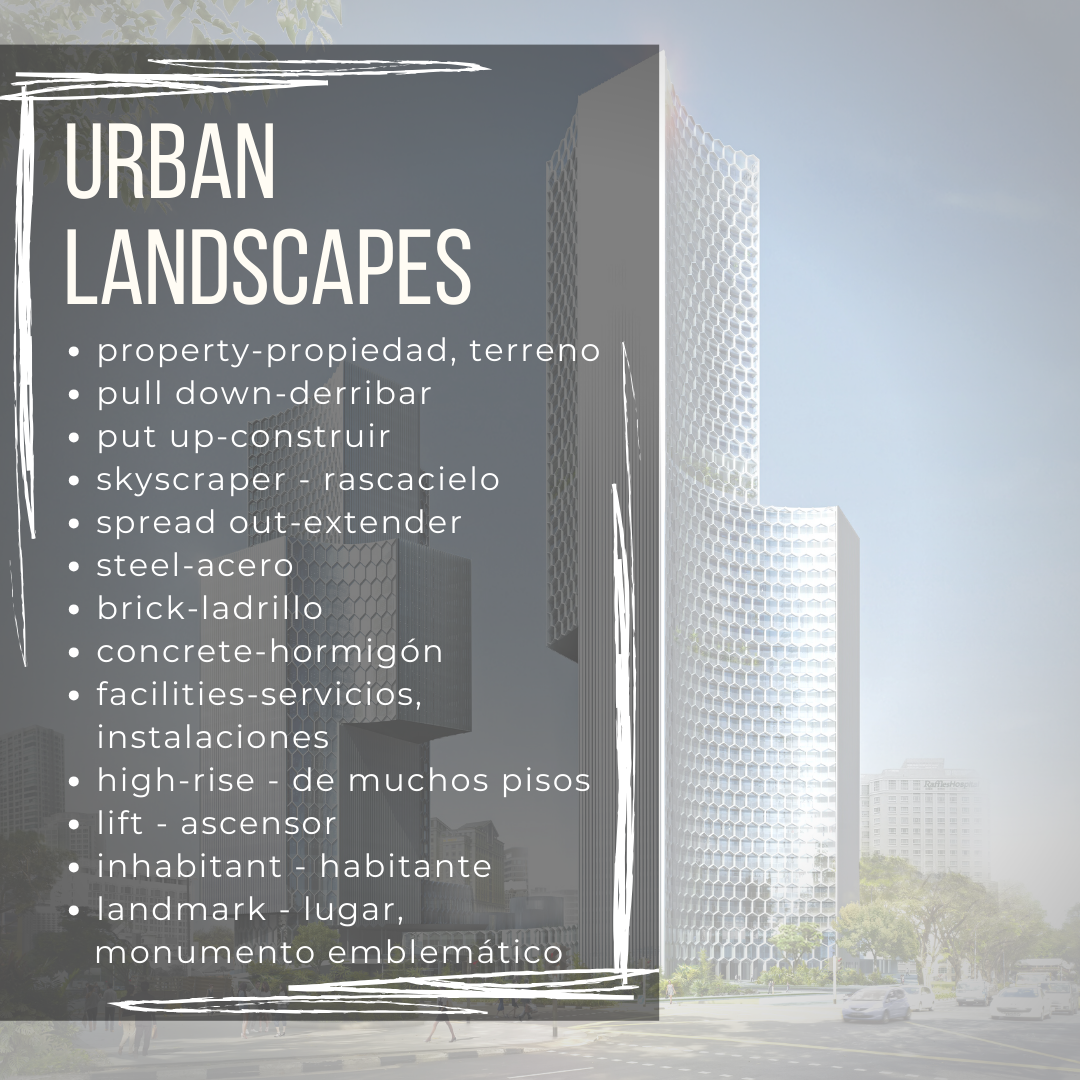 URBAN
LANDSCAPES
• property-propiedad, terreno
• pull down-derribar
• put up-construir
• skyscraper - rascacielo
• spread out-extender
• steel-acero
• brick-ladrillo
• concrete-hormigón
• facilities-servicios,
instalaciones
• high-rise - de muchos pisos
• lift - ascensor
• inhabitant - habitante
• landmark - lugar,
monumento emblemático